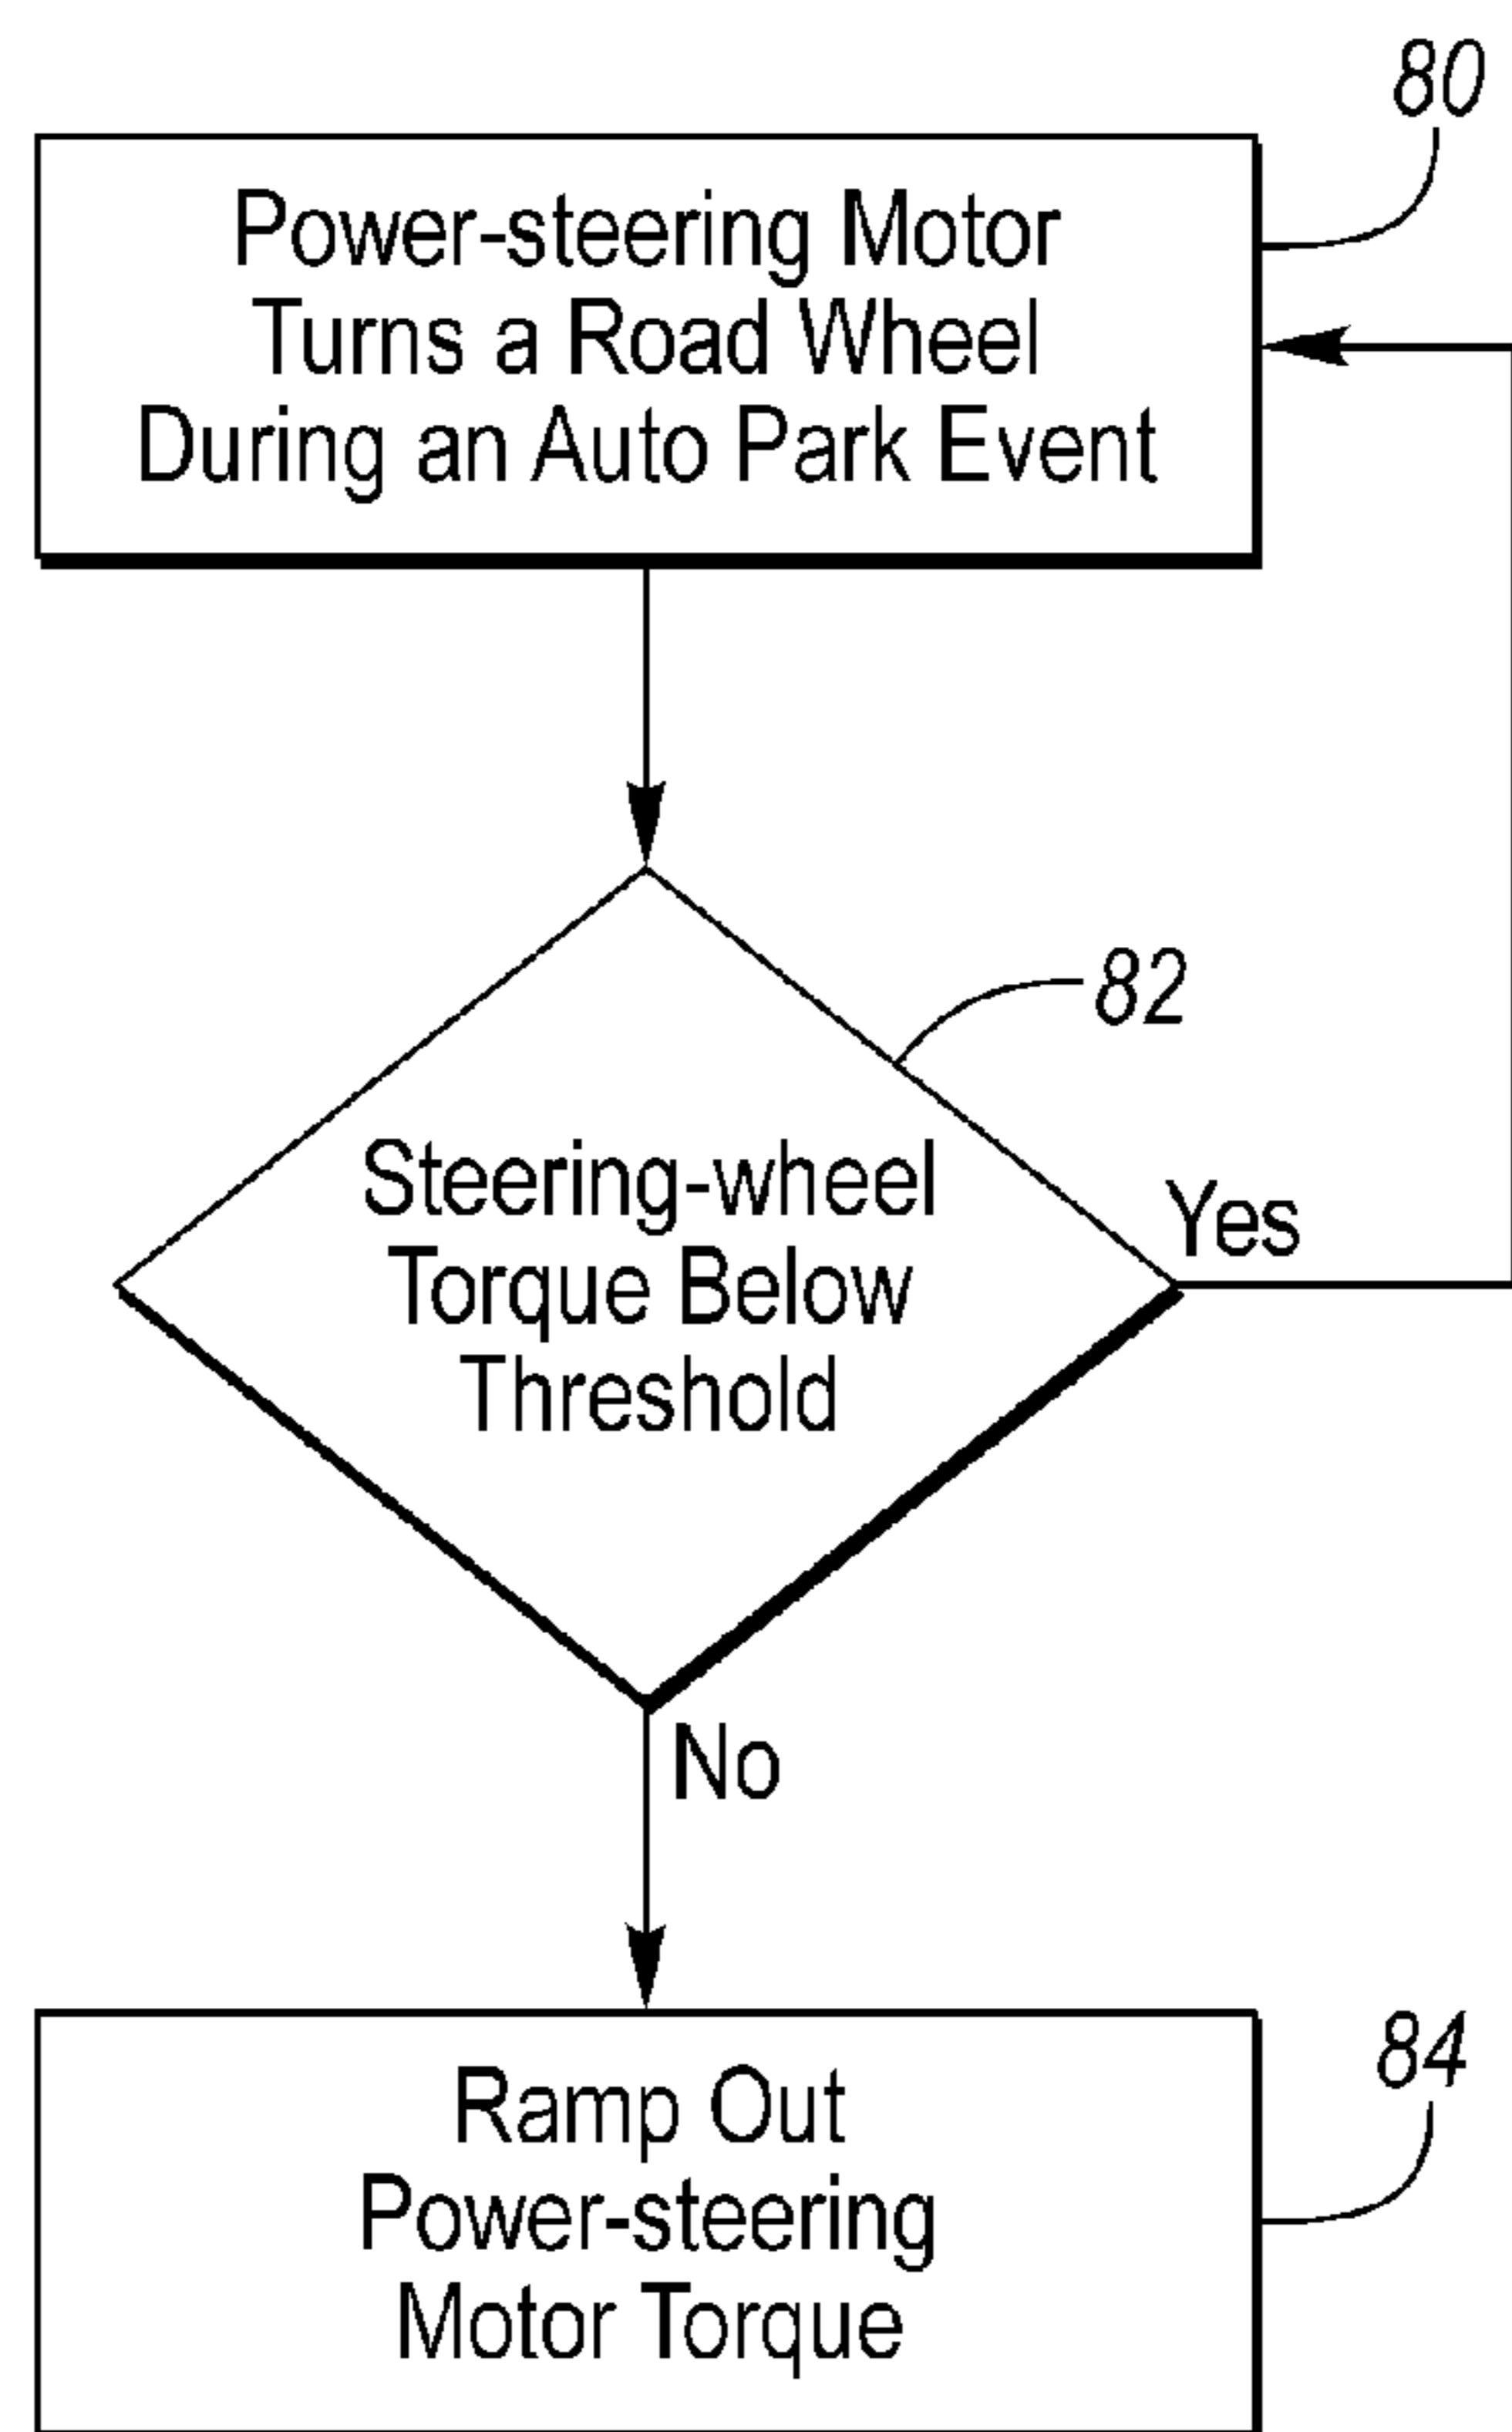 80
Power-steering Motor
Turns a Road Wheel
During an Auto Park Event
82
Steering-wheel
Torque Below
Threshold
Yes
No
84
Ramp Out
Power-steering
Motor Torque